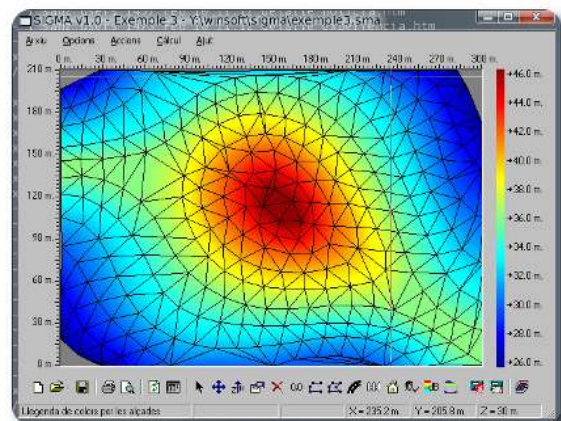 SIGMA v1.0 - Exemple 3 - Y:\winsoft\sigma\exemple3.sma
Arxiu Opcions Accions Càlcul Ajut
0 m. 30 m. 60 m. 90 m. 120 m. 150 m. 180 m. 210 m. 240 m. 270 m. 300 m.
210 m.
180 m.
150 m.
120 m.
90 m.
60 m.
30 m.
0 m.
+46.0 m.
+44.0 m.
+42.0 m.
+40.0 m.
+38.0 m.
+36.0 m.
+34.0 m.
+32.0 m.
+30.0 m.
+28.0 m.
+26.0 m.
Llegenda de colors per les alçades X = 235.2 m. Y = 205.8 m. Z = 30 m.